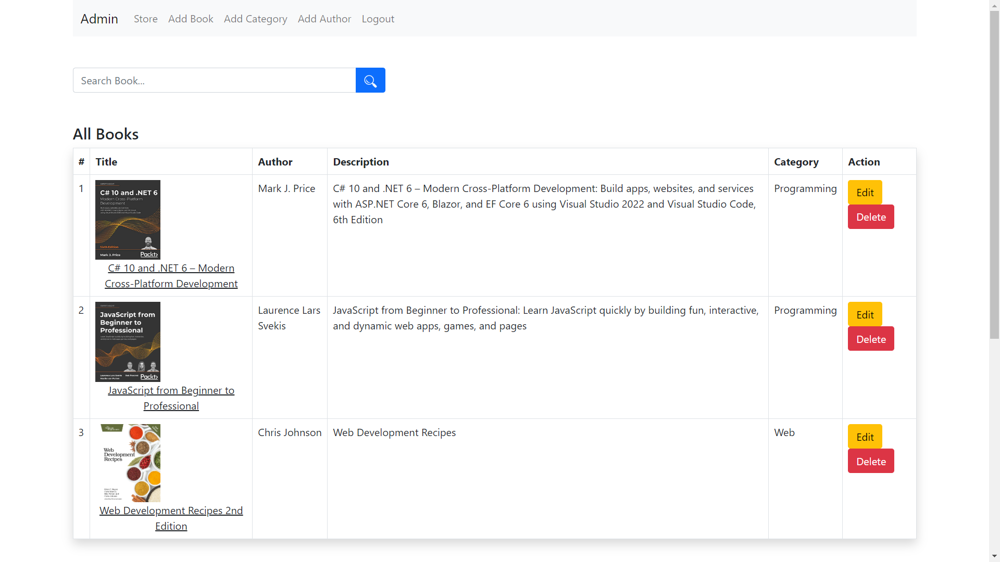 Admin Store Add Book Add Category Add Author Logout
Search Book...
All Books
# Title Author Description Category Action
1
C# 10 and .NET 6
Modern Cross-Platform
Development
Sixth Edition
Mark J. Price Packt>
C# 10 and .NET 6 – Modern
Cross-Platform Development
Mark J. Price
C# 10 and .NET 6 – Modern Cross-Platform Development: Build apps, websites, and services
with ASP.NET Core 6, Blazor, and EF Core 6 using Visual Studio 2022 and Visual Studio Code,
6th Edition
Programming
Edit
Delete
2
JavaScript from
Beginner to
Professional
Packt>
JavaScript from Beginner to
Professional
Laurence Lars
Svekis
JavaScript from Beginner to Professional: Learn JavaScript quickly by building fun, interactive,
and dynamic web apps, games, and pages
Programming
Edit
Delete
3
Web
Development
Recipes
Web Development Recipes 2nd
Edition
Chris Johnson
Web Development Recipes
Web
Edit
Delete